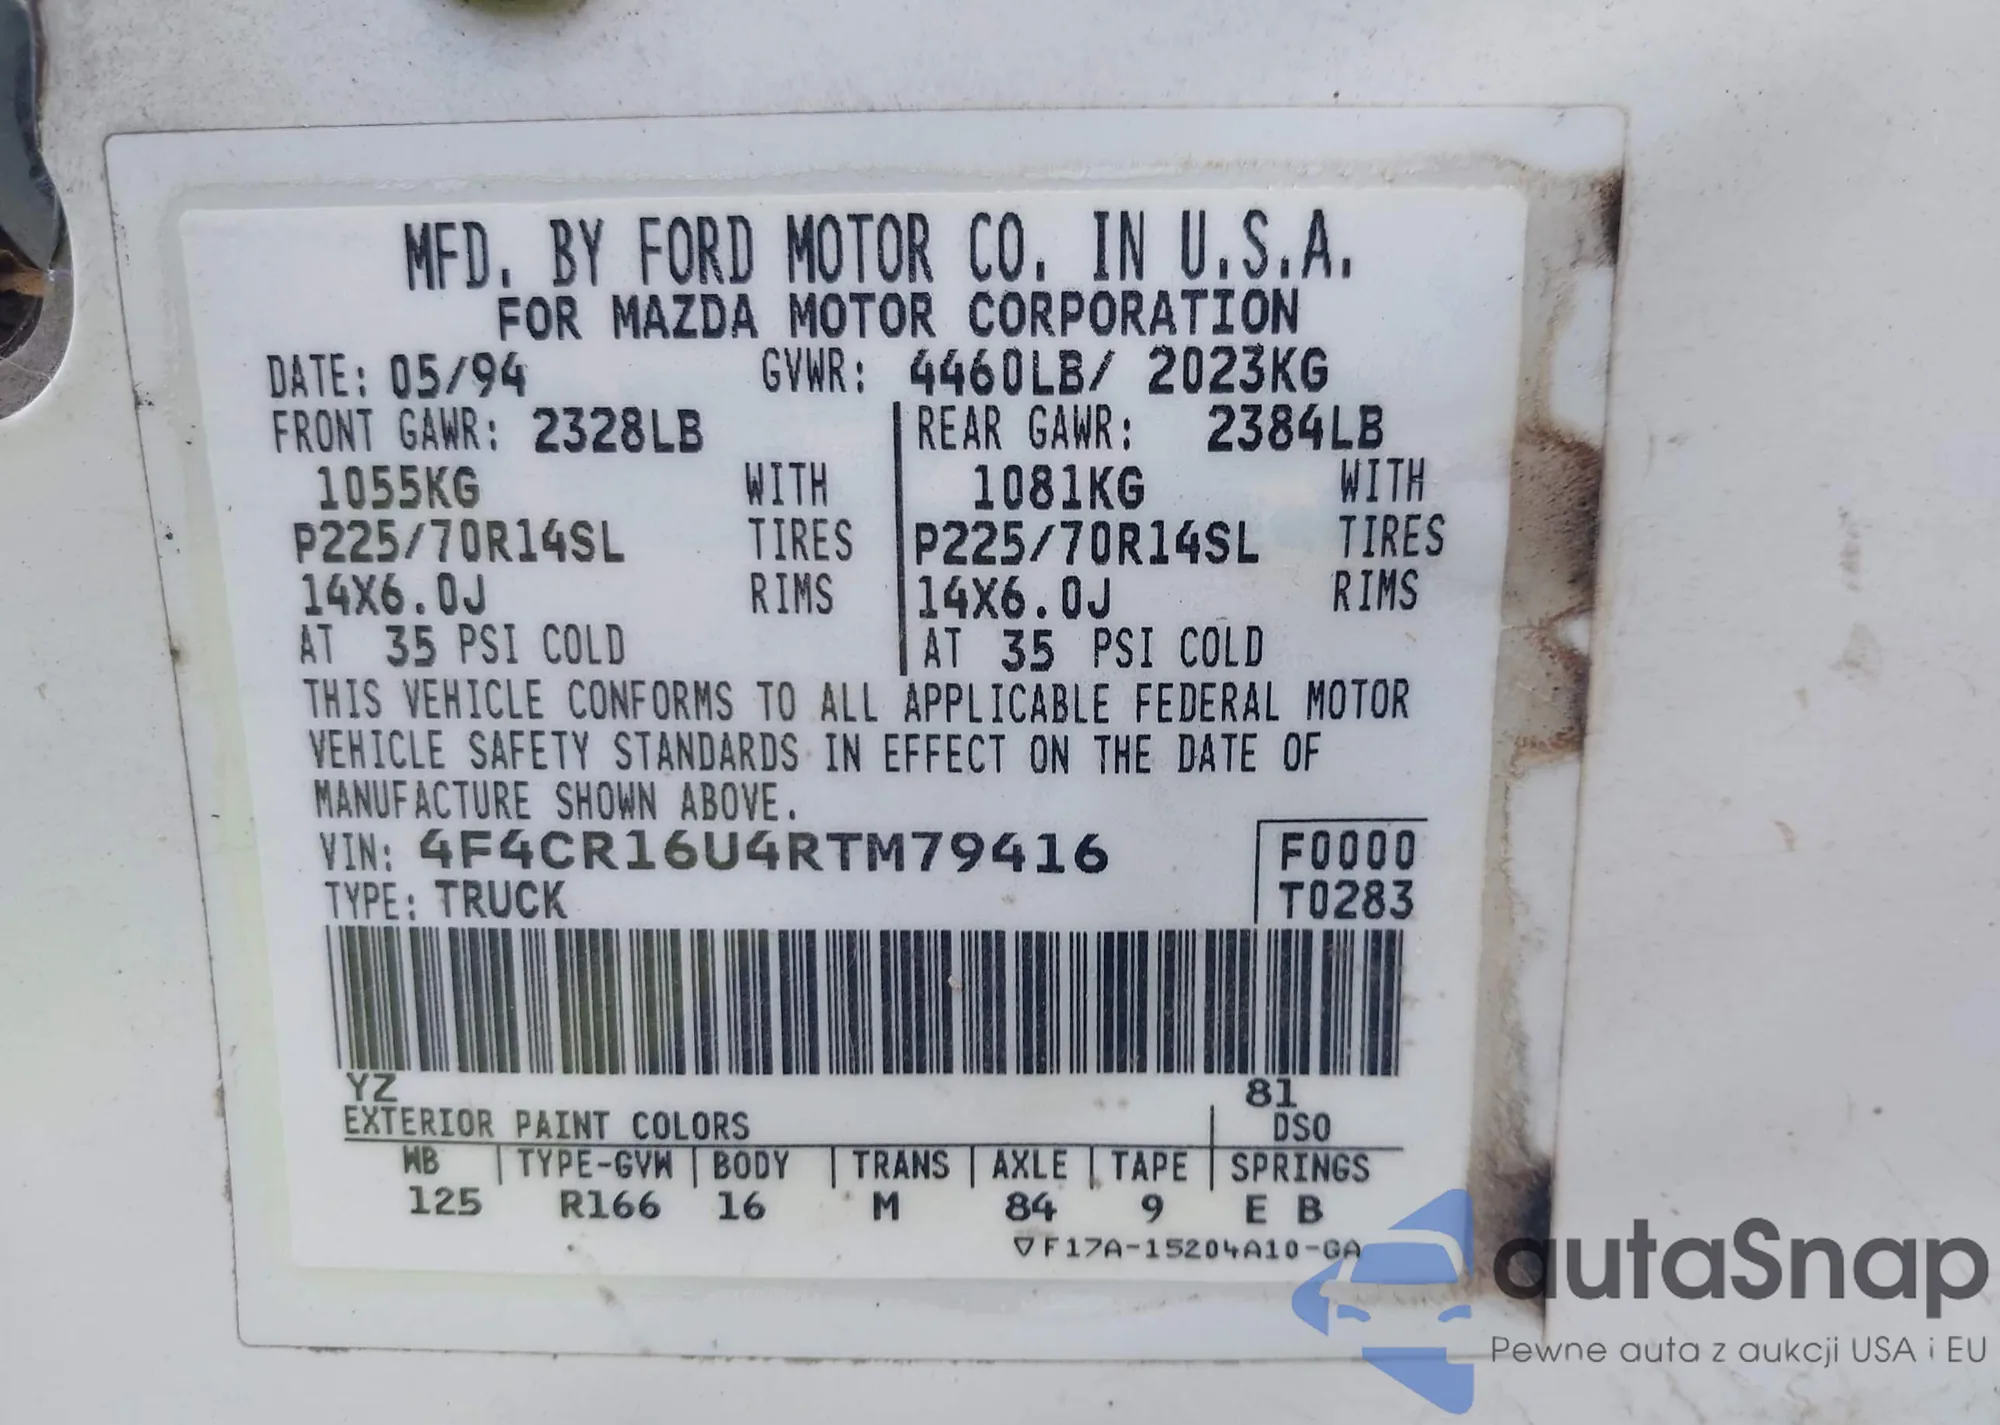 MFD. BY FORD MOTOR CO. IN U.S.A.
FOR MAZDA MOTOR CORPORATION
DATE: 05/94 GVWR: 4460LB/ 2023KG
FRONT GAWR: 2328LB REAR GAWR: 2384LB
1055KG WITH 1081KG WITH
P225/70R14SL TIRES P225/70R14SL TIRES
14X6.0J RIMS 14X6.0J RIMS
AT 35 PSI COLD AT 35 PSI COLD
THIS VEHICLE CONFORMS TO ALL APPLICABLE FEDERAL MOTOR
VEHICLE SAFETY STANDARDS IN EFFECT ON THE DATE OF
MANUFACTURE SHOWN ABOVE.
VIN: 4F4CR16U4RTM79416 F0000
TYPE: TRUCK T0283
YZ 81
EXTERIOR PAINT COLORS DSO
WB TYPE-GVW BODY TRANS AXLE TAPE SPRINGS
125 R166 16 M 84 9 E B
▽F17A-15204A10-GA
autaSnap
Pewne auta z aukcji USA i EU